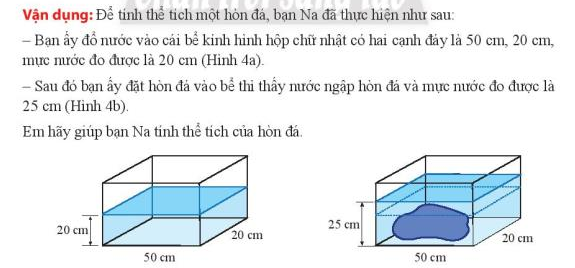 Vận dụng: Để tính thể tích một hòn đá, bạn Na đã thực hiện như sau:
– Bạn ấy đổ nước vào cái bể kính hình hộp chữ nhật có hai cạnh đáy là 50 cm, 20 cm,
mực nước đo được là 20 cm (Hình 4a).
– Sau đó bạn ấy đặt hòn đá vào bể thì thấy nước ngập hòn đá và mực nước đo được là
25 cm (Hình 4b).
Em hãy giúp bạn Na tính thể tích của hòn đá.
20 cm
20 cm
50 cm
25 cm
20 cm
50 cm